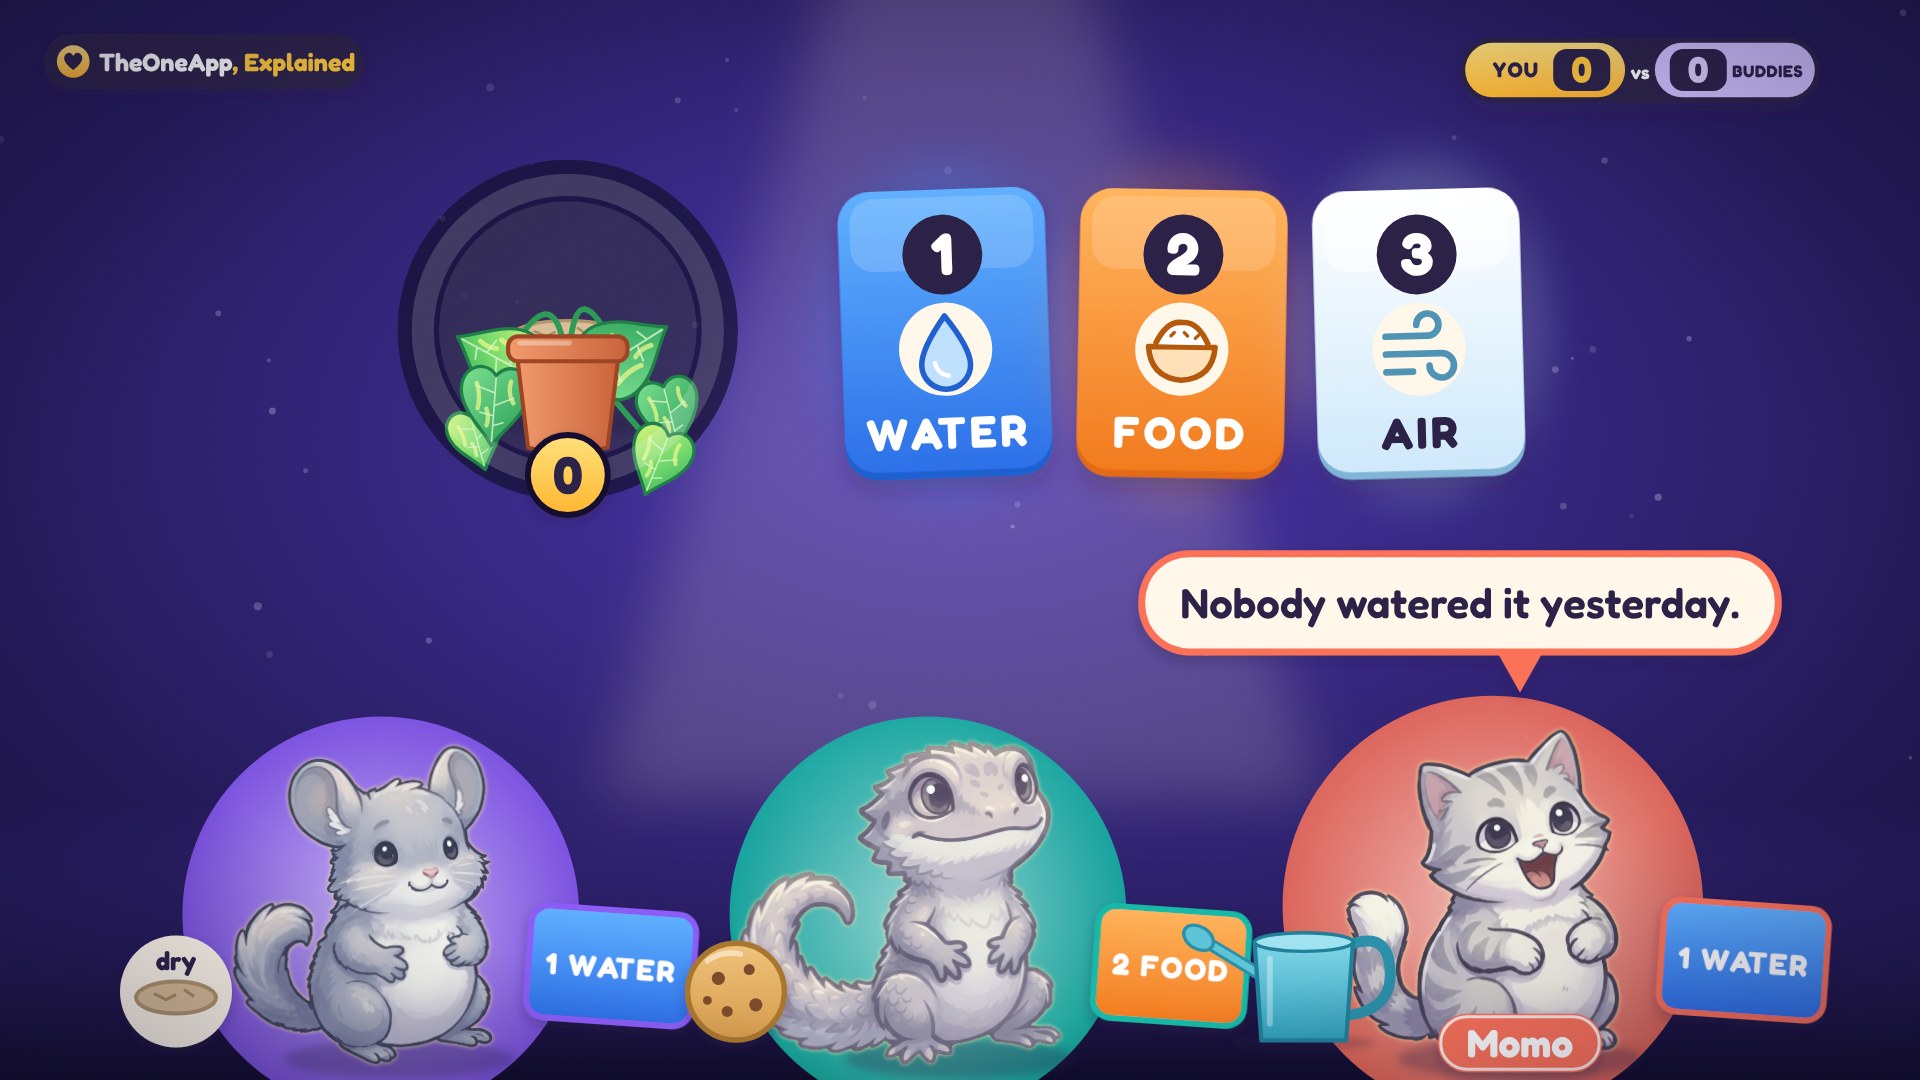 TheOneApp, Explained
YOU 0 vs 0 BUDDIES
1
WATER
2
FOOD
3
AIR
0
Nobody watered it yesterday.
dry
1 WATER
2 FOOD
1 WATER
Momo